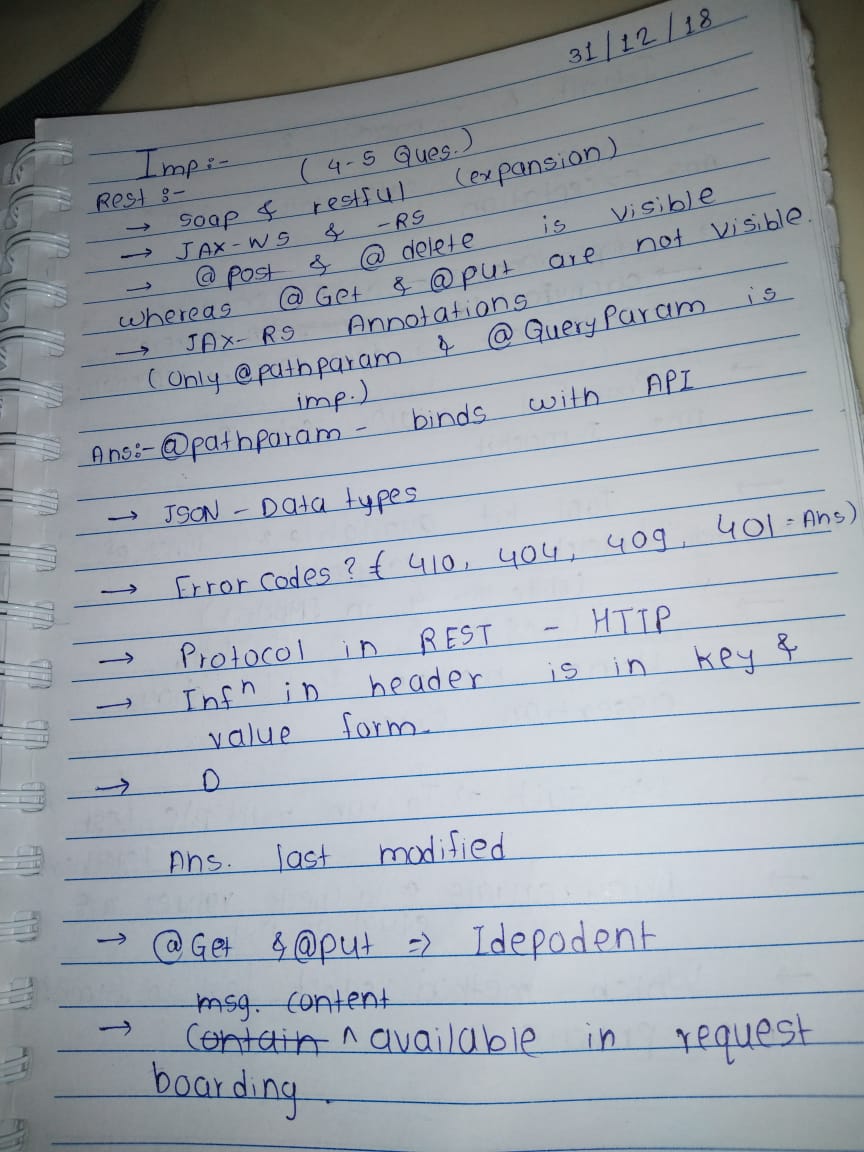 31/12/18
Imp:- (4-5 Ques.)
Rest :-
→ soap & restful (expansion)
→ JAX-WS & -RS
→ @ post & @ delete is visible
whereas @ Get & @ put are not visible.
→ JAX-RS Annotations
(only @pathparam & @ QueryParam is
imp.)
Ans:- @pathparam - binds with API
→ JSON - Data types
→ Error codes? { 410, 404, 409, 401 = Ans)
→ Protocol in REST - HTTP
→ Infⁿ in header is in key &
value form.
→ D
Ans. last modified
→ @Get & @put => Idepodent
msg. content
→ Contain ^ available in request
boarding.